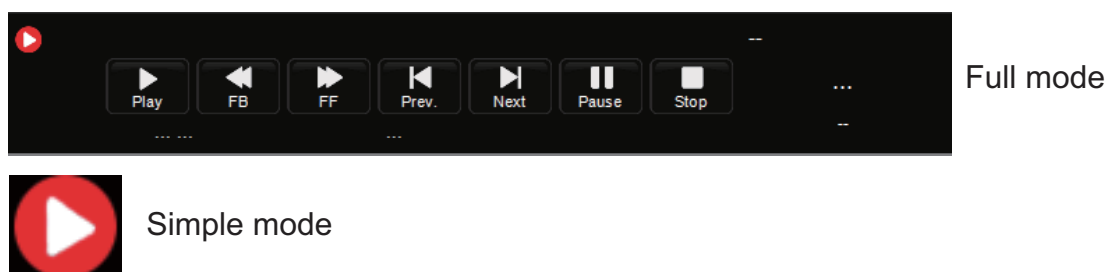 --
Full mode
...
Play FB FF Prev. Next Pause Stop
--
... ... ...
Simple mode